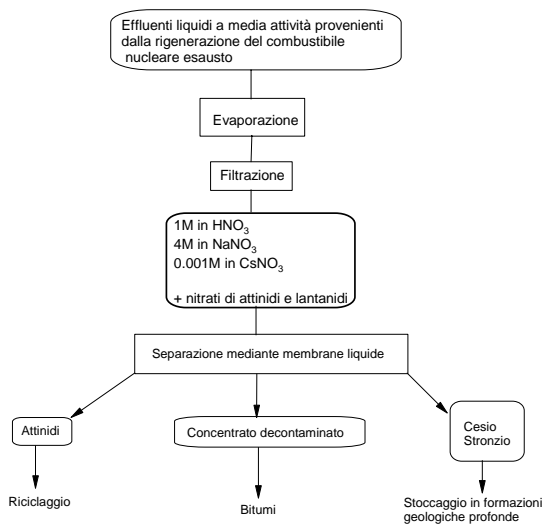 Effluenti liquidi a media attività provenienti
dalla rigenerazione del combustibile
nucleare esausto
Evaporazione
Filtrazione
1M in HNO₃
4M in NaNO₃
0.001M in CsNO₃
+ nitrati di attinidi e lantanidi
Separazione mediante membrane liquide
Attinidi
Concentrato decontaminato
Cesio
Stronzio
Riciclaggio
Bitumi
Stoccaggio in formazioni
geologiche profonde